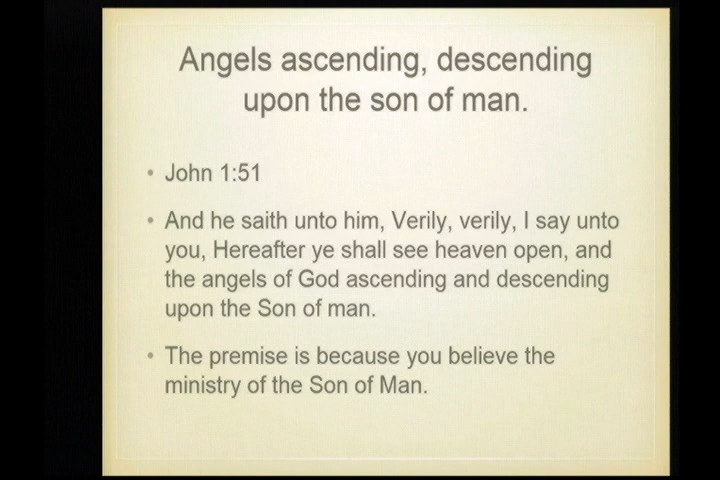 Angels ascending, descending
upon the son of man.
• John 1:51
• And he saith unto him, Verily, verily, I say unto
you, Hereafter ye shall see heaven open, and
the angels of God ascending and descending
upon the Son of man.
• The premise is because you believe the
ministry of the Son of Man.